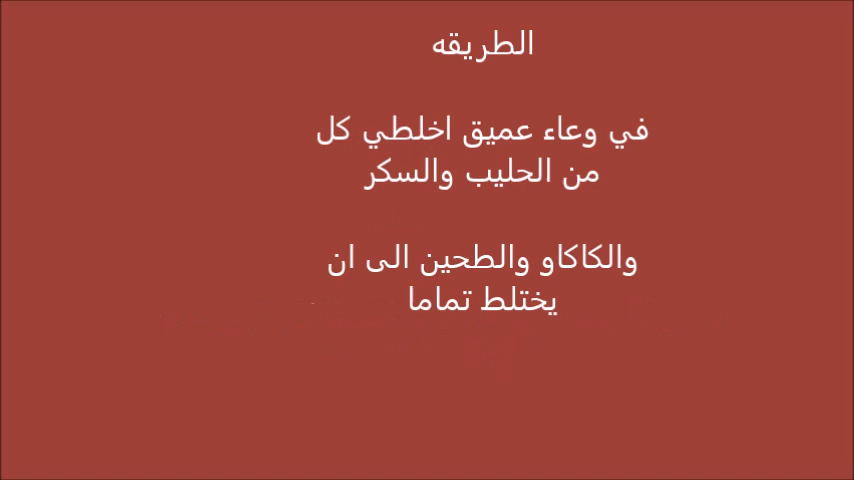 الطريقه
في وعاء عميق اخلطي كل
من الحليب والسكر
والكاكاو والطحين الى ان
يختلط تماما